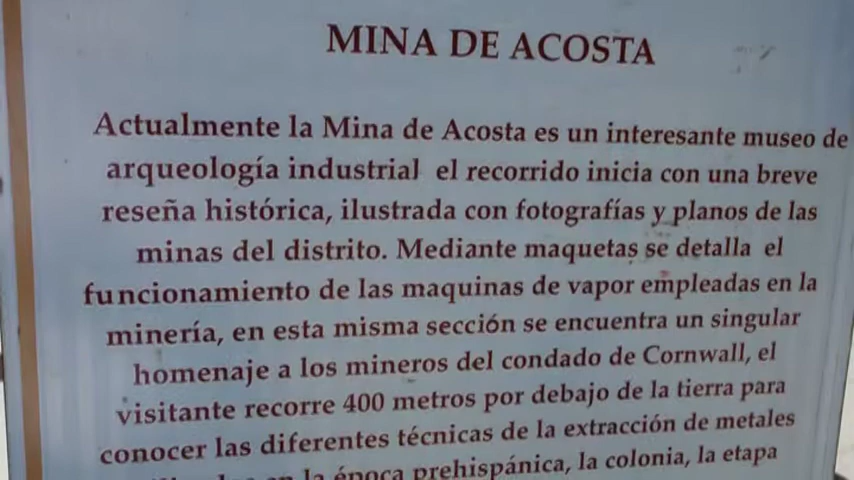 MINA DE ACOSTA
Actualmente la Mina de Acosta es un interesante museo de
arqueología industrial el recorrido inicia con una breve
reseña histórica, ilustrada con fotografías y planos de las
minas del distrito. Mediante maquetas se detalla el
funcionamiento de las maquinas de vapor empleadas en la
minería, en esta misma sección se encuentra un singular
homenaje a los mineros del condado de Cornwall, el
visitante recorre 400 metros por debajo de la tierra para
conocer las diferentes técnicas de la extracción de metales
la época prehispánica, la colonia, la etapa